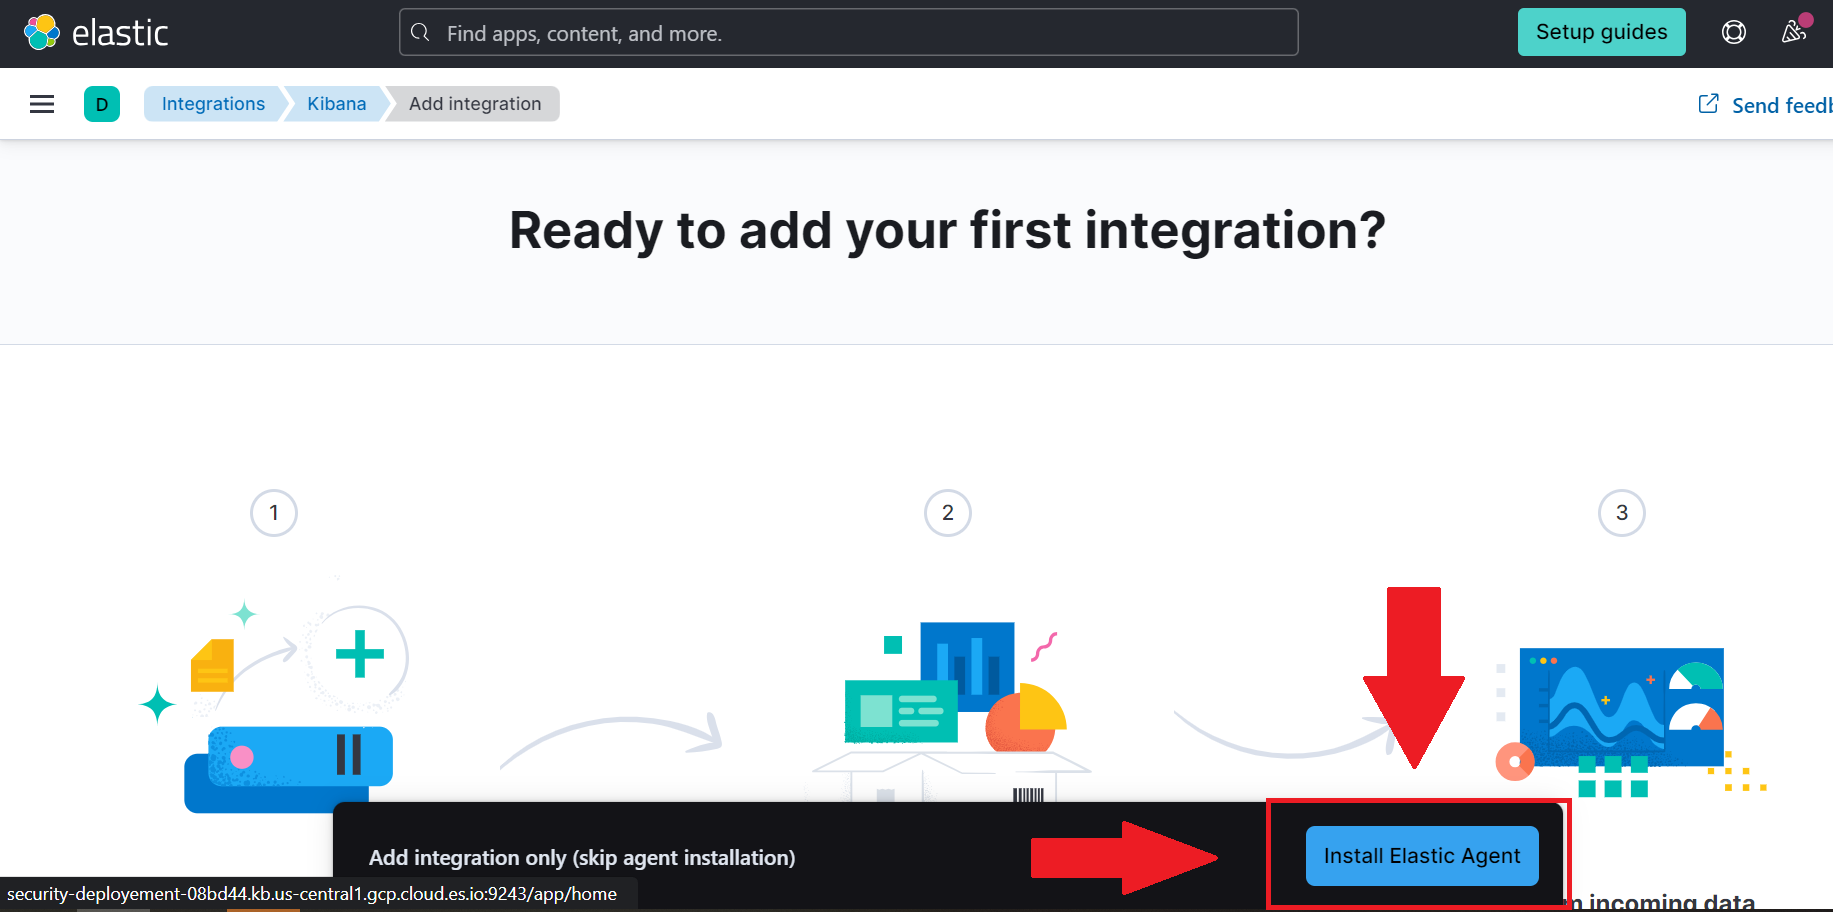 elastic
Find apps, content, and more.
Setup guides
D
Integrations
Kibana
Add integration
Ready to add your first integration?
1
2
3
Add integration only (skip agent installation)
Install Elastic Agent
security-deployement-08bd44.kb.us-central1.gcp.cloud.es.io:9243/app/home
incoming data
Send